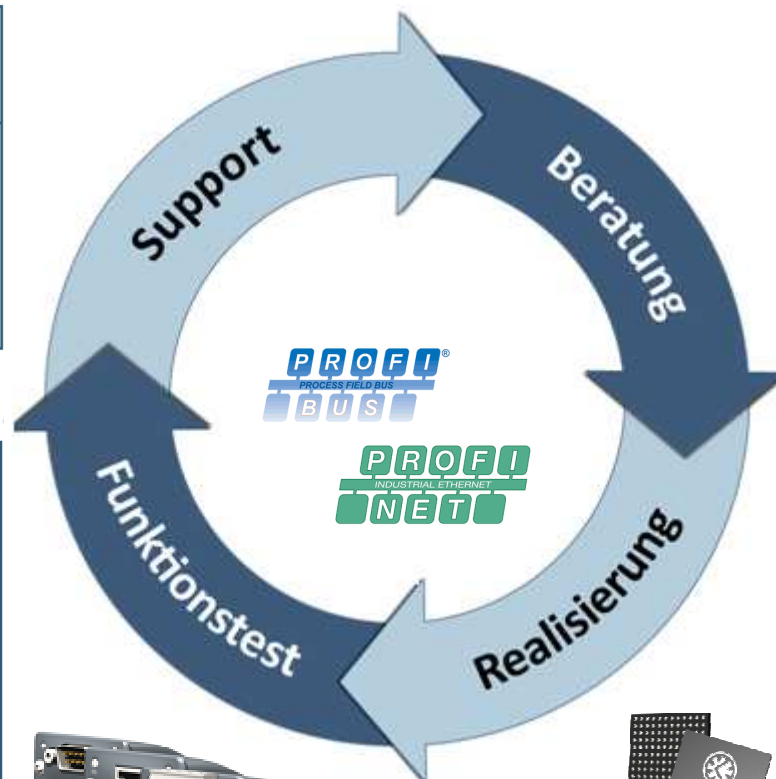 Support
Beratung
PROFI®
PROCESS FIELD BUS
BUS
PROFI
INDUSTRIAL ETHERNET
NET
Funktionstest
Realisierung